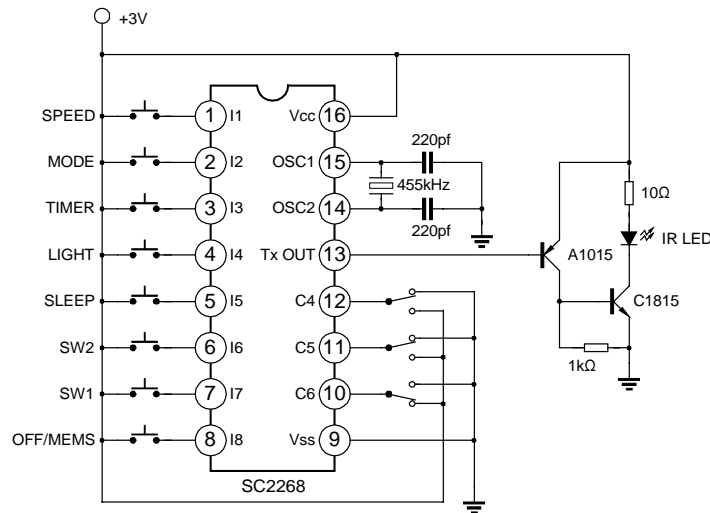 +3V
SPEED 1 I1 Vcc 16
220pf
MODE 2 I2 OSC1 15
455kHz
10Ω
TIMER 3 I3 OSC2 14
220pf
IR LED
LIGHT 4 I4 Tx OUT 13
A1015
SLEEP 5 I5 C4 12
C1815
SW2 6 I6 C5 11
1kΩ
SW1 7 I7 C6 10
OFF/MEMS 8 I8 Vss 9
SC2268